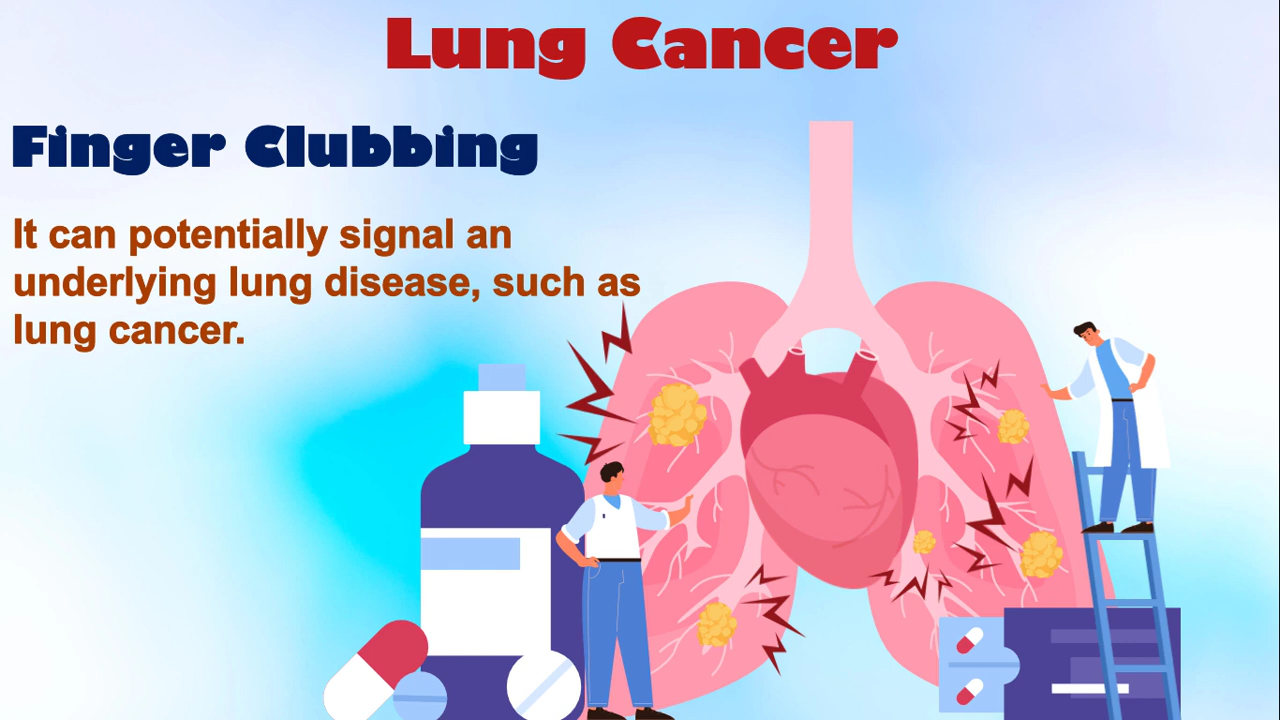 Lung Cancer
Finger Clubbing
It can potentially signal an
underlying lung disease, such as
lung cancer.